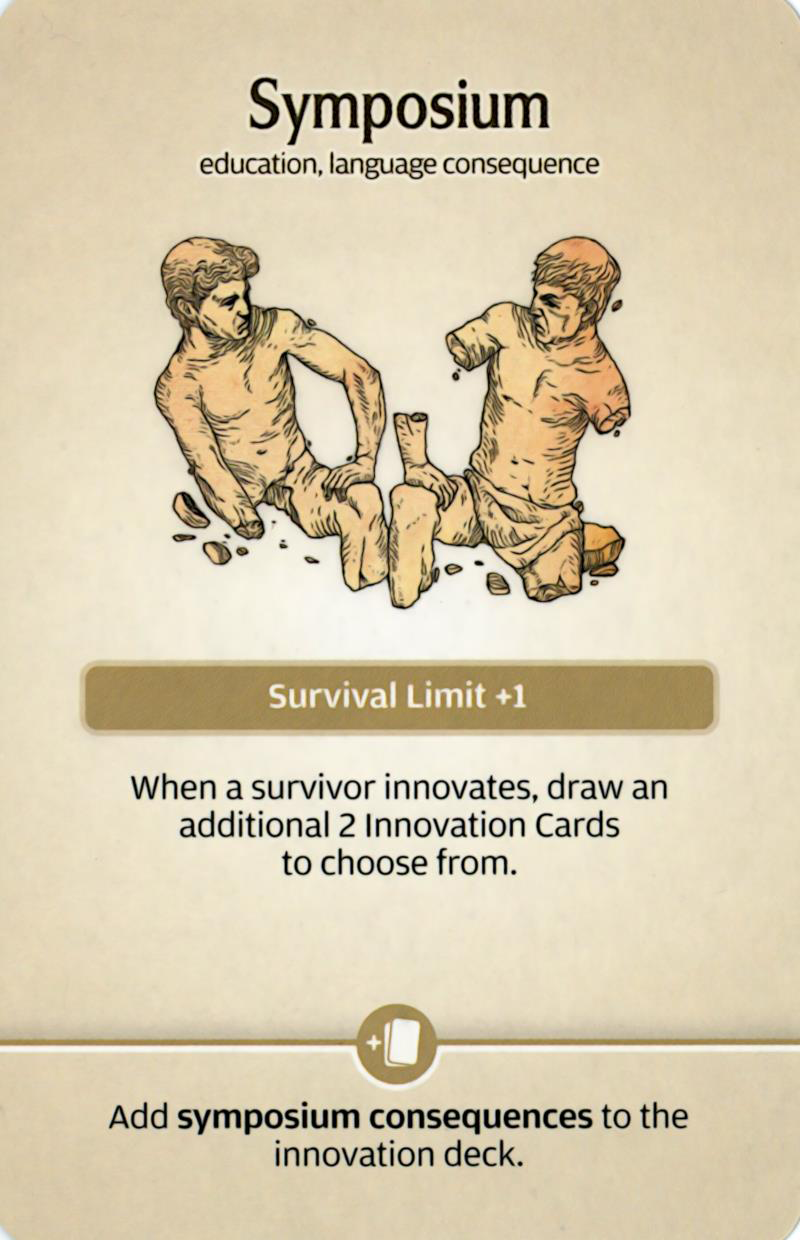 Symposium
education, language consequence
Survival Limit +1
When a survivor innovates, draw an
additional 2 Innovation Cards
to choose from.
+
Add symposium consequences to the
innovation deck.